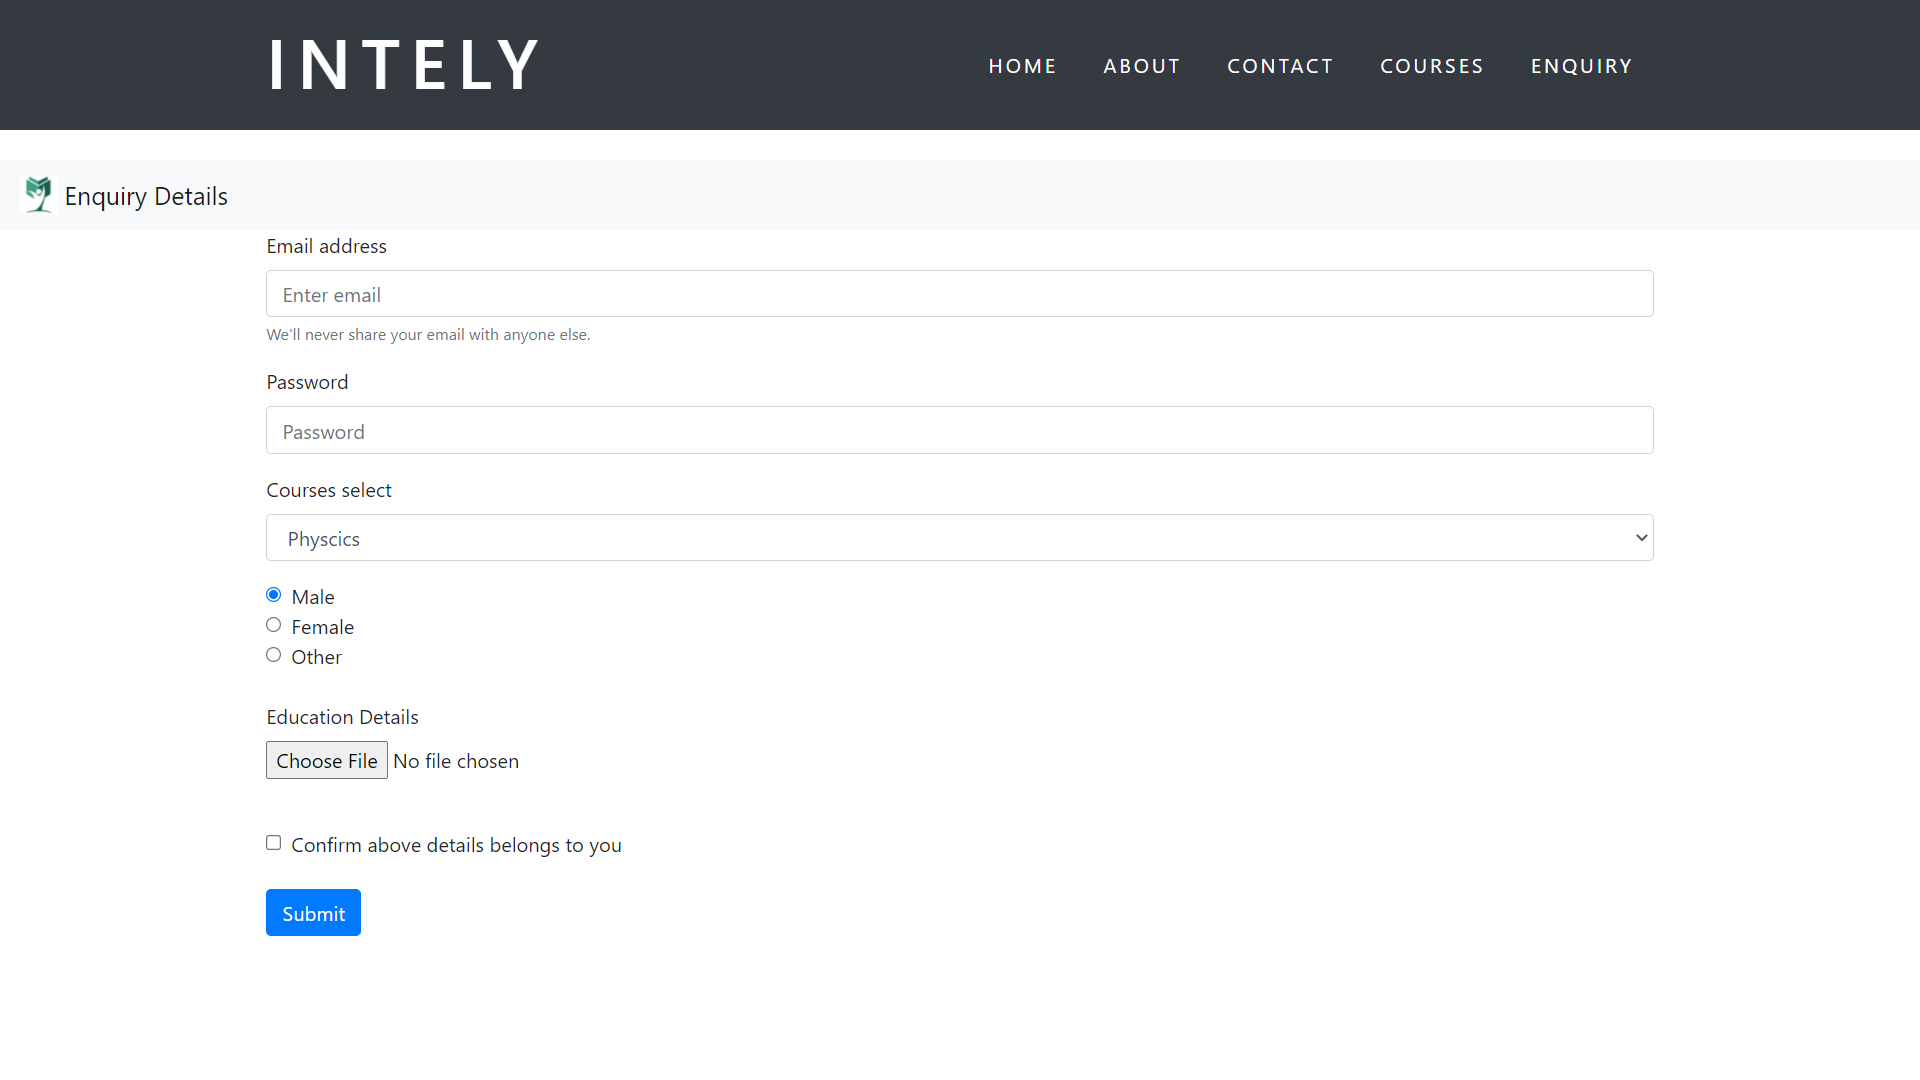 INTELY
HOME ABOUT CONTACT COURSES ENQUIRY
Enquiry Details
Email address
Enter email
We'll never share your email with anyone else.
Password
Password
Courses select
Physcics
Male
Female
Other
Education Details
Choose File No file chosen
Confirm above details belongs to you
Submit